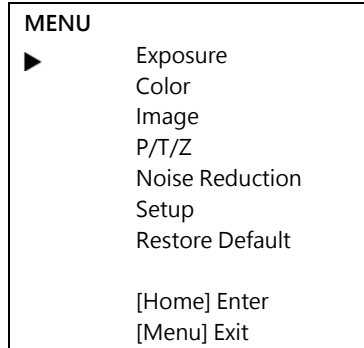 MENU
Exposure
Color
Image
P/T/Z
Noise Reduction
Setup
Restore Default
[Home] Enter
[Menu] Exit